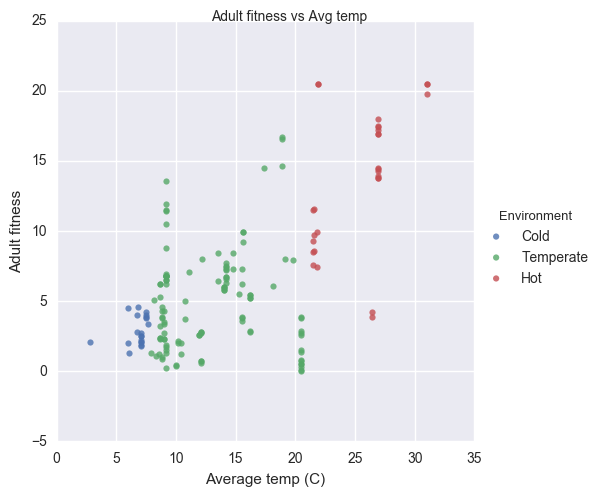 Adult fitness vs Avg temp
25
20
15
10
5
0
−5
Adult fitness
0 5 10 15 20 25 30 35
Average temp (C)
Environment
Cold
Temperate
Hot